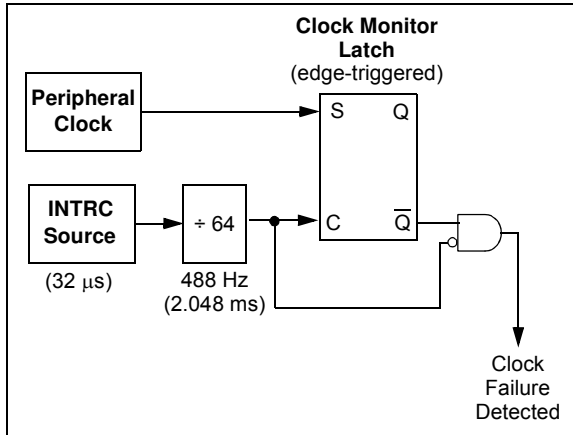 Clock Monitor
Latch
(edge-triggered)
Peripheral
Clock
S
Q
INTRC
Source
÷ 64
C
Q̅
(32 μs)
488 Hz
(2.048 ms)
Clock
Failure
Detected